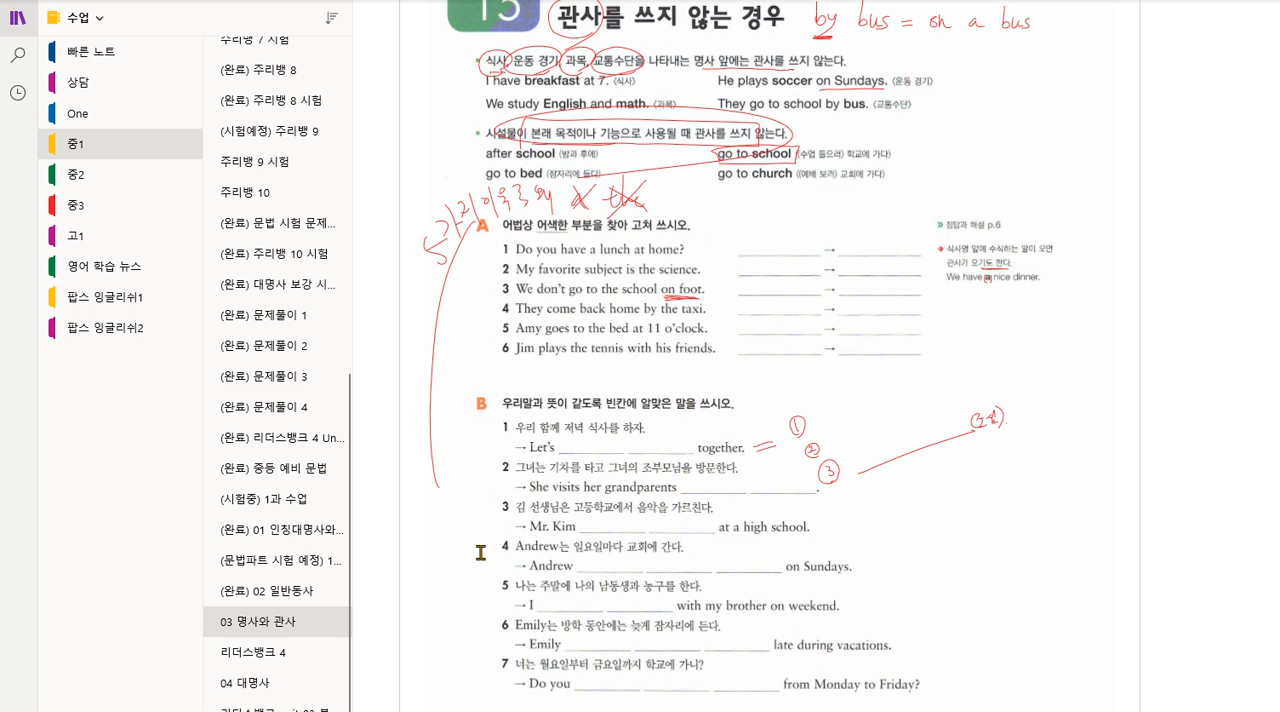 수업
빠른 노트
상담
One
중1
중2
중3
고1
영어 학습 뉴스
팝스 잉글리쉬1
팝스 잉글리쉬2
주리뱅 7 시험
(완료) 주리뱅 8
(완료) 주리뱅 8 시험
(시험예정) 주리뱅 9
주리뱅 9 시험
주리뱅 10
(완료) 문법 시험 문제...
(완료) 주리뱅 10 시험
(완료) 대명사 보강 시...
(완료) 문제풀이 1
(완료) 문제풀이 2
(완료) 문제풀이 3
(완료) 문제풀이 4
(완료) 리더스뱅크 4 Un...
(완료) 중등 예비 문법
(시험중) 1과 수업
(완료) 01 인칭대명사와...
(문법파트 시험 예정) 1...
(완료) 02 일반동사
03 명사와 관사
리더스뱅크 4
04 대명사
13 관사를 쓰지 않는 경우
by bus = on a bus
식사, 운동 경기, 과목, 교통수단을 나타내는 명사 앞에는 관사를 쓰지 않는다.
I have breakfast at 7. (식사)
He plays soccer on Sundays. (운동 경기)
We study English and math. (과목)
They go to school by bus. (교통수단)
시설물이 본래 목적이나 기능으로 사용될 때 관사를 쓰지 않는다.
after school (방과 후에)
go to school (수업 들으러) 학교에 가다)
go to bed (잠자리에 들다)
go to church ((예배 보러) 교회에 가다)
A 어법상 어색한 부분을 찾아 고쳐 쓰시오.
1 Do you have a lunch at home? →
2 My favorite subject is the science. →
3 We don't go to the school on foot. →
4 They come back home by the taxi. →
5 Amy goes to the bed at 11 o'clock. →
6 Jim plays the tennis with his friends. →
정답과 해설 p.6
식사명 앞에 수식하는 말이 오면
관사가 오기도 한다.
We have a nice dinner.
B 우리말과 뜻이 같도록 빈칸에 알맞은 말을 쓰시오.
1 우리 함께 저녁 식사를 하자.
→ Let's together. = ①
②
③
2 그녀는 기차를 타고 그녀의 조부모님을 방문한다.
→ She visits her grandparents .
3 김 선생님은 고등학교에서 음악을 가르친다.
→ Mr. Kim at a high school.
4 Andrew는 일요일마다 교회에 간다.
→ Andrew on Sundays.
5 나는 주말에 나의 남동생과 농구를 한다.
→ I with my brother on weekend.
6 Emily는 방학 동안에는 늦게 잠자리에 든다.
→ Emily late during vacations.
7 너는 월요일부터 금요일까지 학교에 가니?
→ Do you from Monday to Friday?